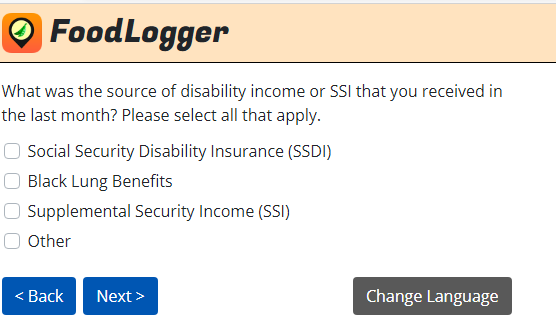 FoodLogger
What was the source of disability income or SSI that you received in
the last month? Please select all that apply.
Social Security Disability Insurance (SSDI)
Black Lung Benefits
Supplemental Security Income (SSI)
Other
< Back Next > Change Language